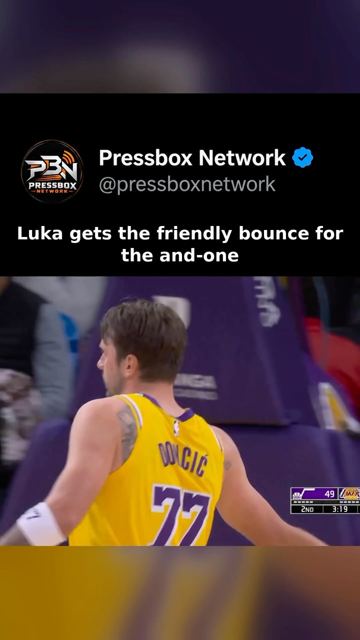 PBN
PRESSBOX
NETWORK
Pressbox Network
@pressboxnetwork
Luka gets the friendly bounce for
the and-one
DONČIĆ
77
49
2ND 3:19